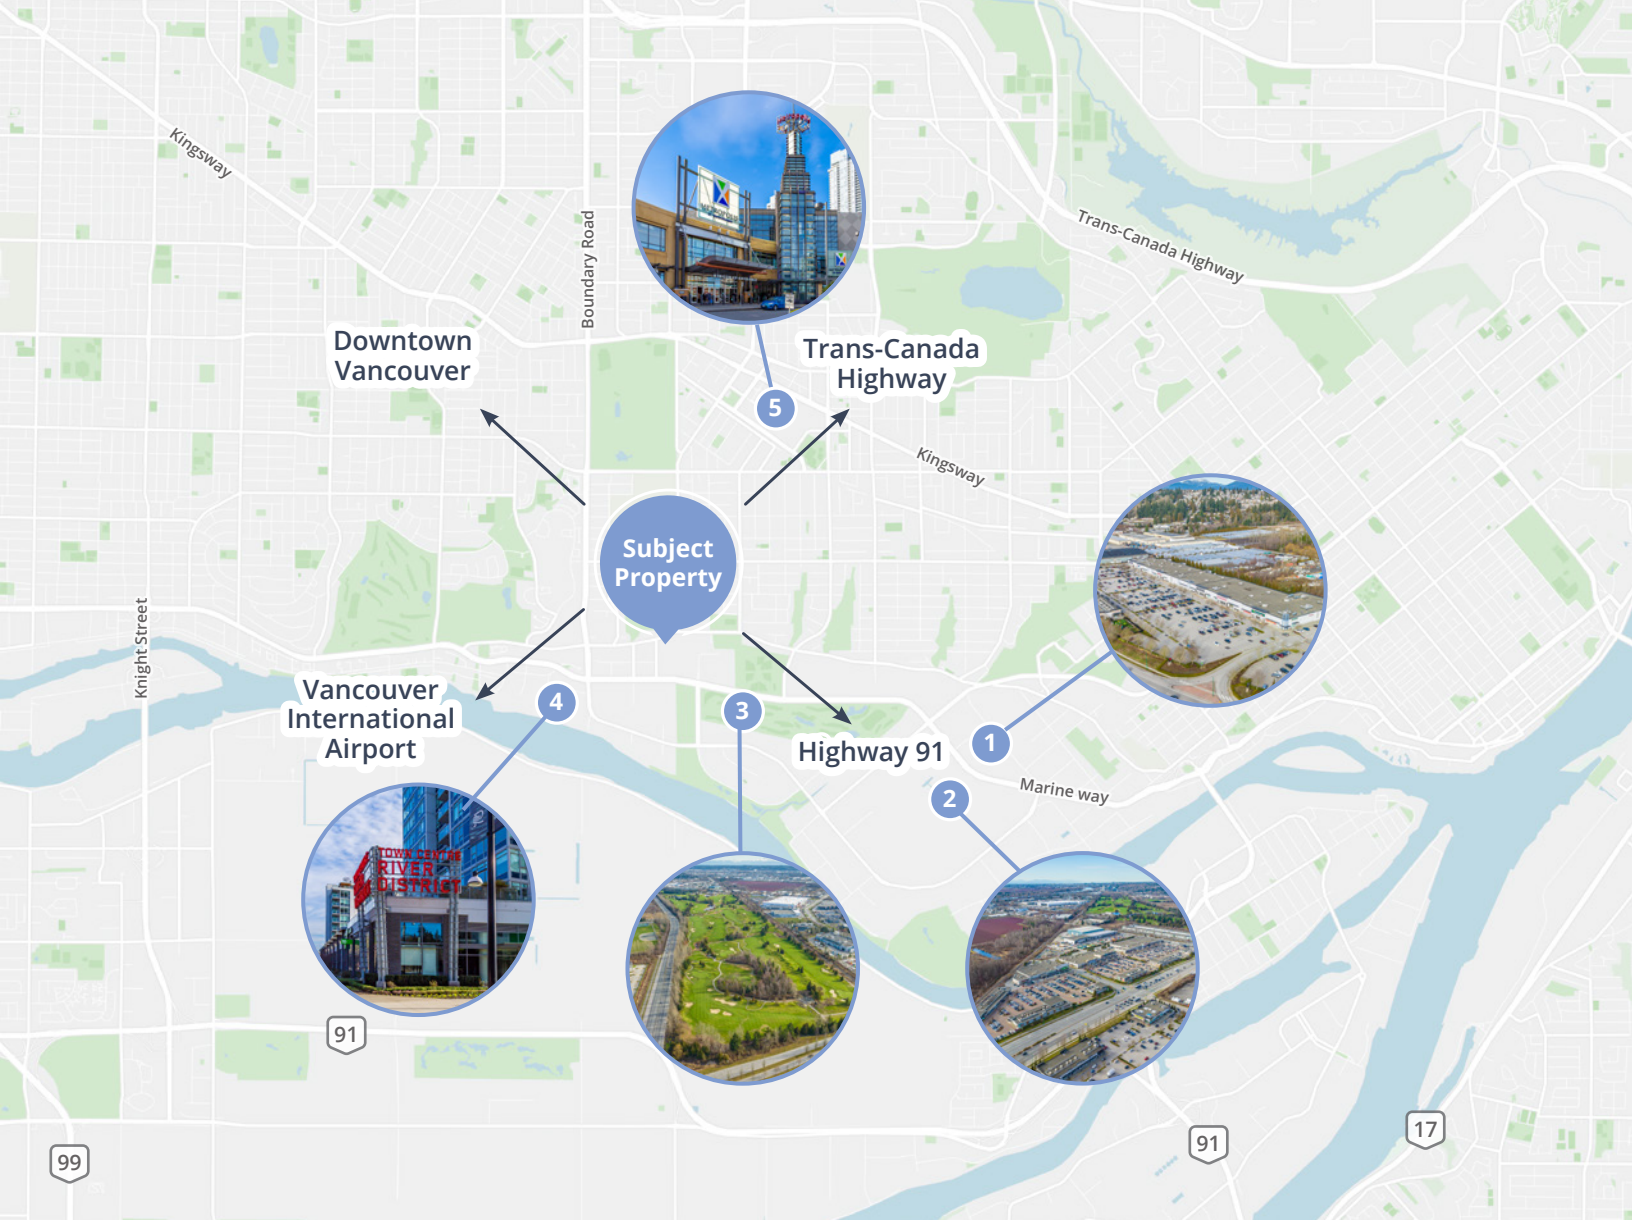 Kingsway
Boundary Road
METROPOLIS
Trans-Canada Highway
Downtown
Vancouver
Trans-Canada
Highway
5
Kingsway
Subject
Property
Knight Street
Vancouver
International
Airport
4
3
Highway 91
1
2
Marine way
TOWN CENTRE
RIVER
DISTRICT
91
99
91
17